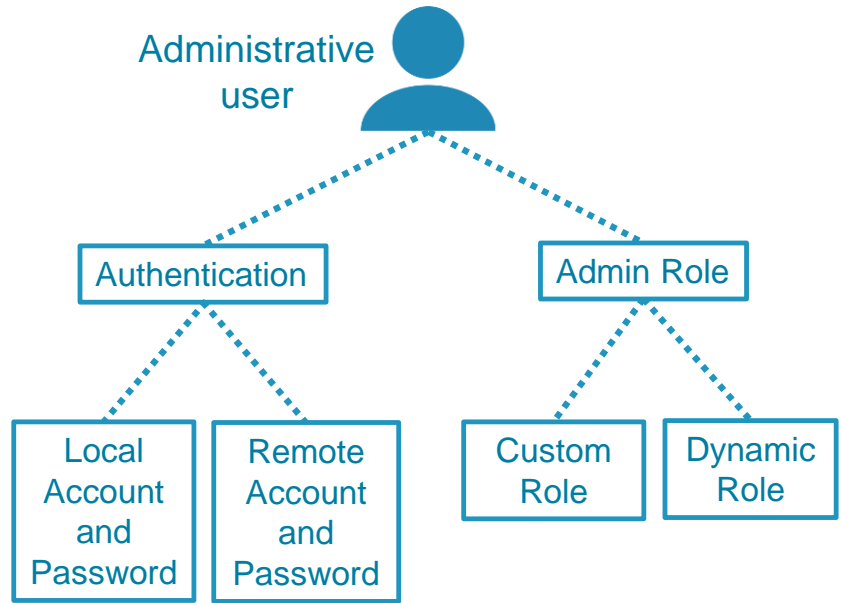 Administrative
user
Authentication
Admin Role
Local
Account
and
Password
Remote
Account
and
Password
Custom
Role
Dynamic
Role